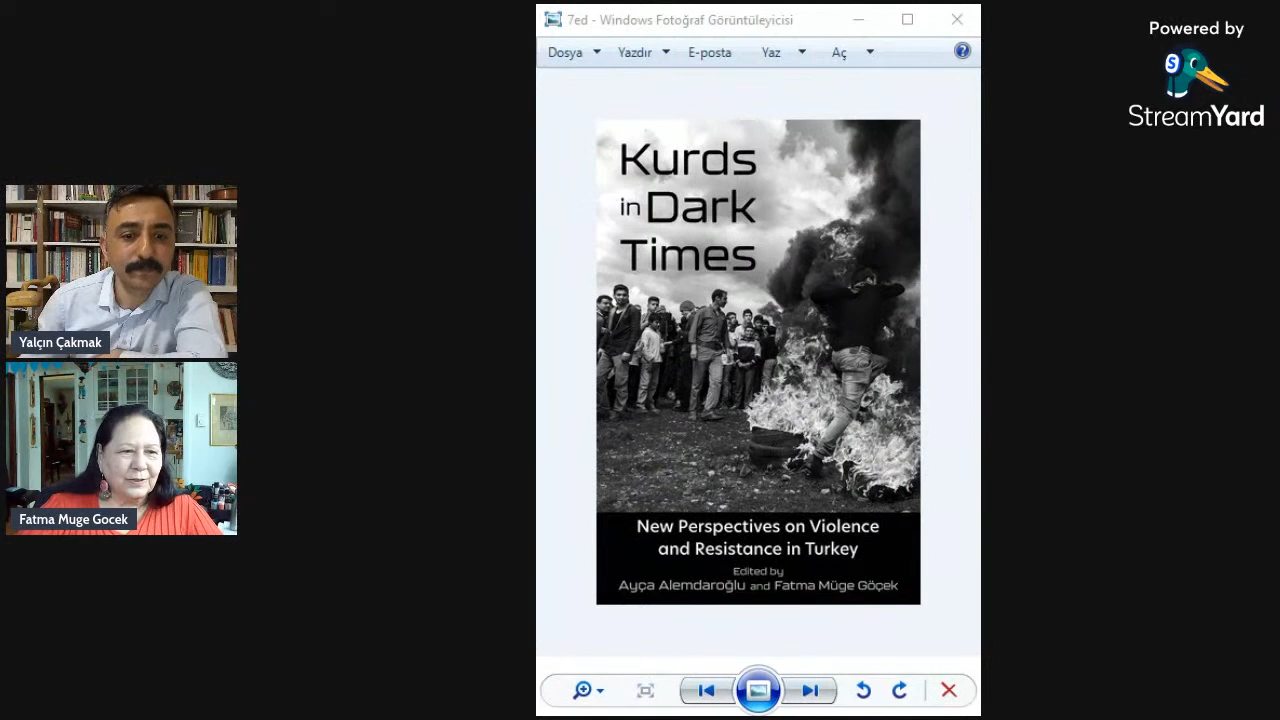 7ed - Windows Fotoğraf Görüntüleyicisi
Dosya Yazdır E-posta Yaz Aç
Powered by
StreamYard
Kurds
in Dark
Times
New Perspectives on Violence
and Resistance in Turkey
Edited by
Ayça Alemdaroğlu and Fatma Müge Göçek
Yalçın Çakmak
Fatma Muge Gocek